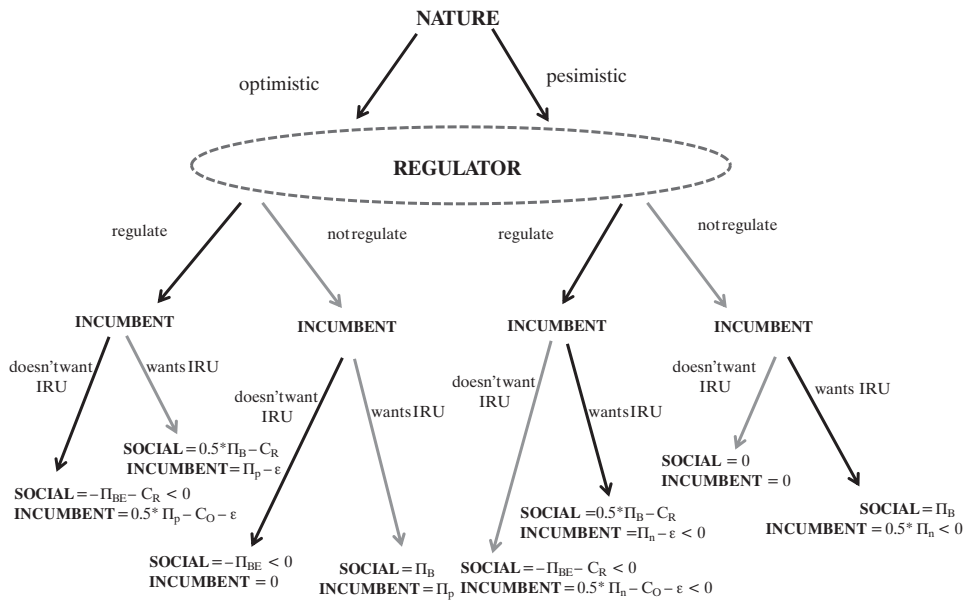 NATURE
optimistic
pesimistic
REGULATOR
regulate
not regulate
regulate
not regulate
INCUMBENT
INCUMBENT
INCUMBENT
INCUMBENT
doesn't want
IRU
wants IRU
doesn't want
IRU
wants IRU
doesn't want
IRU
wants IRU
doesn't want
IRU
wants IRU
SOCIAL = 0.5*Π_B − C_R
INCUMBENT = Π_p − ε
SOCIAL = −Π_BE − C_R < 0
INCUMBENT = 0.5* Π_p − C_O − ε
SOCIAL = −Π_BE < 0
INCUMBENT = 0
SOCIAL = Π_B
INCUMBENT = Π_p
SOCIAL = −Π_BE − C_R < 0
INCUMBENT = 0.5* Π_n − C_O − ε < 0
SOCIAL =0.5*Π_B − C_R
INCUMBENT =Π_n − ε < 0
SOCIAL = 0
INCUMBENT = 0
SOCIAL = Π_B
INCUMBENT = 0.5* Π_n < 0